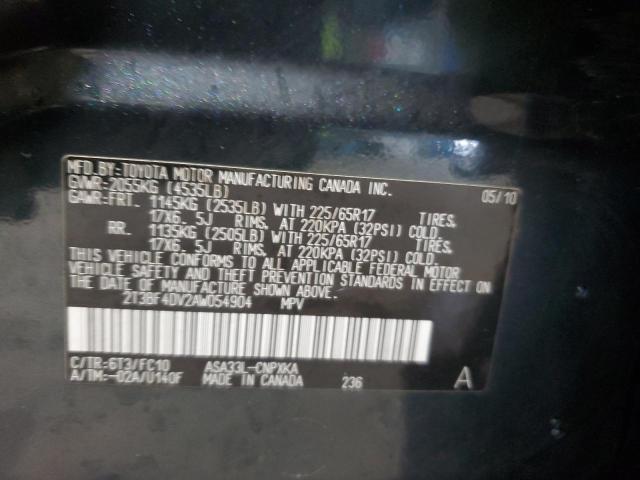 MFD.BY:TOYOTA MOTOR MANUFACTURING CANADA INC.
GVWR:2055KG (4535LB) 05/10
GAWR:FRT. 1145KG (2535LB) WITH 225/65R17 TIRES,
17X6.5J RIMS, AT 220KPA (32PSI) COLD.
RR. 1135KG (2505LB) WITH 225/65R17 TIRES,
17X6.5J RIMS, AT 220KPA (32PSI) COLD.
THIS VEHICLE CONFORMS TO ALL APPLICABLE FEDERAL MOTOR
VEHICLE SAFETY AND THEFT PREVENTION STANDARDS IN EFFECT ON
THE DATE OF MANUFACTURE SHOWN ABOVE.
2T3BF4DV2AW054904 MPV
C/TR:6T3/FC10 ASA33L-CNPXKA
A/TM:-02A/U140F MADE IN CANADA 236 A